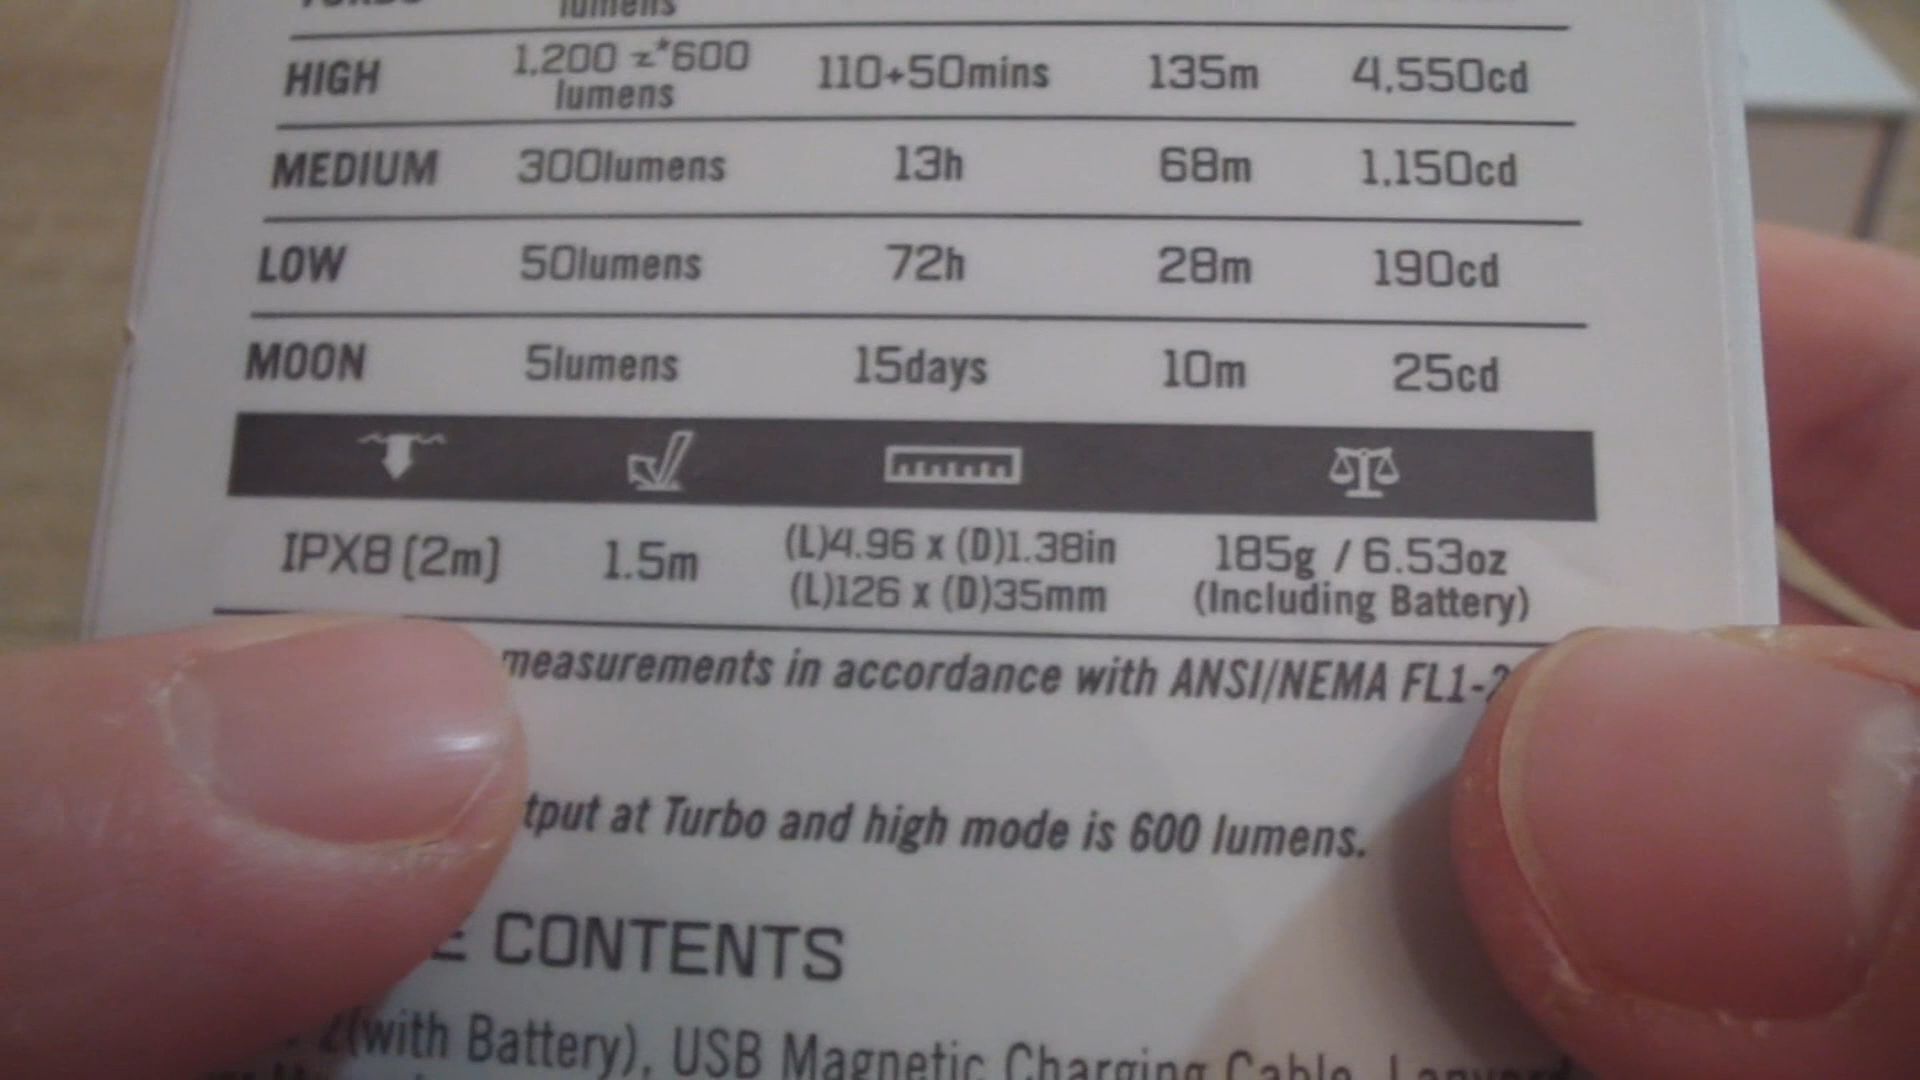 TURBO lumens
HIGH 1,200 z*600 lumens 110+50mins 135m 4,550cd
MEDIUM 300lumens 13h 68m 1,150cd
LOW 50lumens 72h 28m 190cd
MOON 5lumens 15days 10m 25cd
IPX8 (2m) 1.5m (L)4.96 x (D)1.38in 185g / 6.53oz
(L)126 x (D)35mm (Including Battery)
measurements in accordance with ANSI/NEMA FL1-
at Turbo and high mode is 600 lumens.
CONTENTS
(with Battery), USB Magnetic Charging Cable, Lanyard